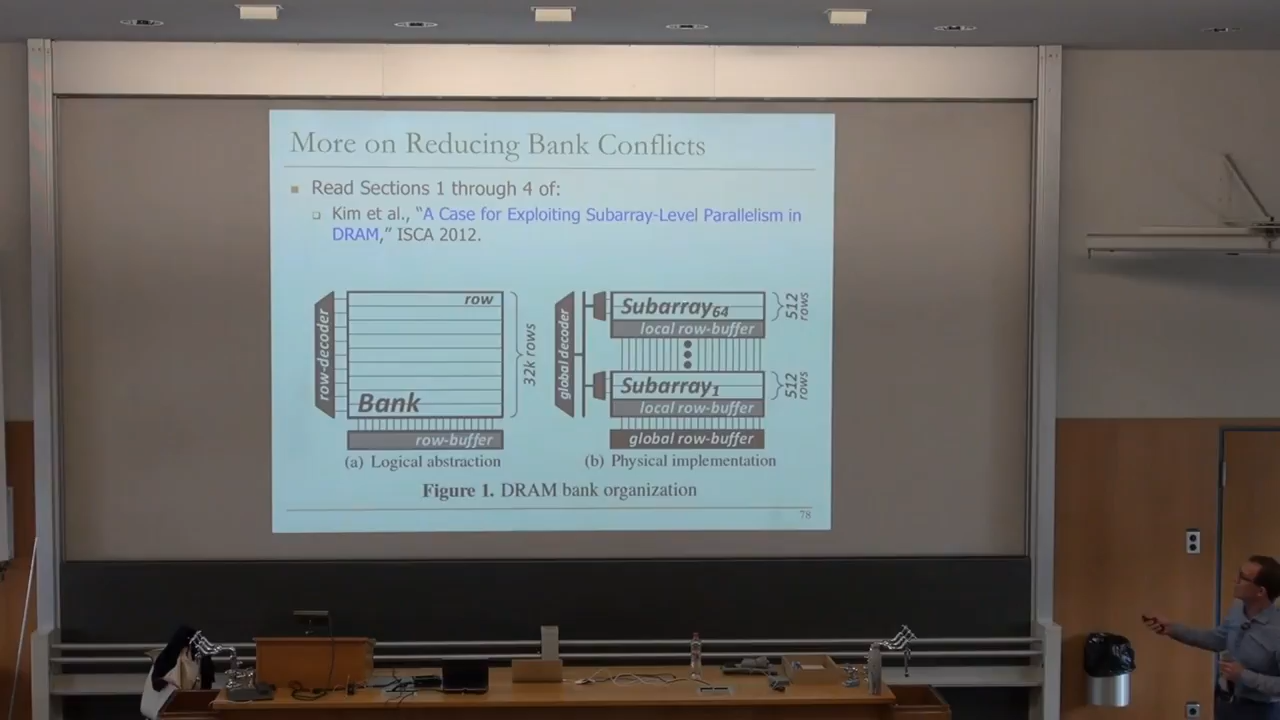 More on Reducing Bank Conflicts
Read Sections 1 through 4 of:
Kim et al., “A Case for Exploiting Subarray-Level Parallelism in
DRAM,” ISCA 2012.
row-decoder
row
Bank
32k rows
row-buffer
(a) Logical abstraction
global decoder
Subarray64
local row-buffer
512
rows
Subarray1
local row-buffer
512
rows
global row-buffer
(b) Physical implementation
Figure 1. DRAM bank organization
78